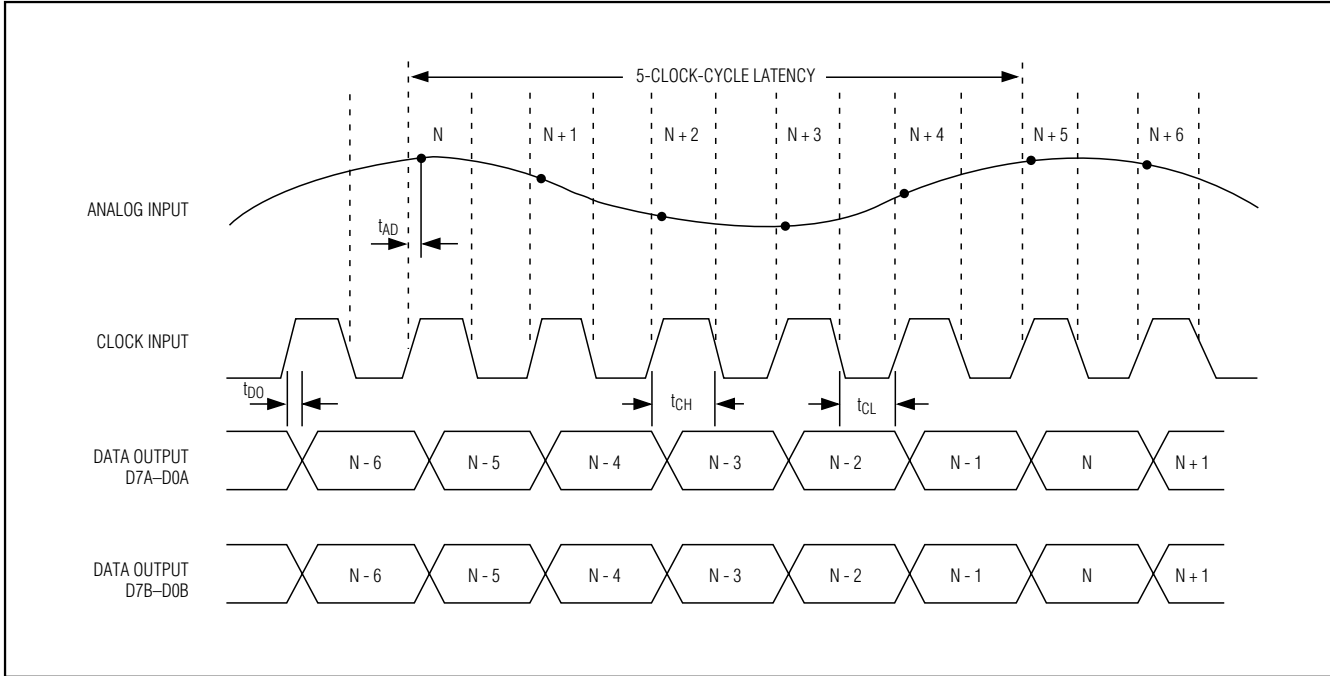 5-CLOCK-CYCLE LATENCY
N N + 1 N + 2 N + 3 N + 4 N + 5 N + 6
ANALOG INPUT
tAD
CLOCK INPUT
tDO tCH tCL
DATA OUTPUT
D7A–D0A
N - 6 N - 5 N - 4 N - 3 N - 2 N - 1 N N + 1
DATA OUTPUT
D7B–D0B
N - 6 N - 5 N - 4 N - 3 N - 2 N - 1 N N + 1